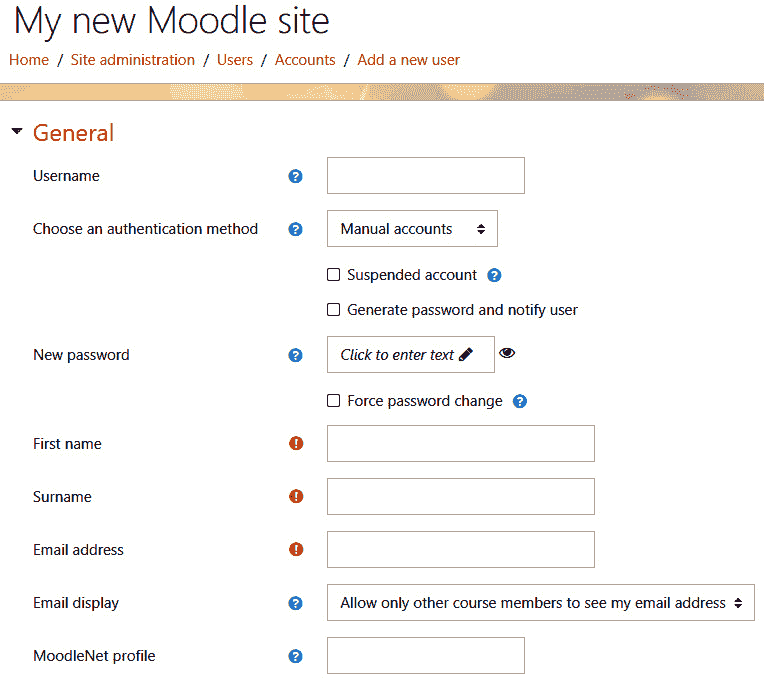 My new Moodle site
Home / Site administration / Users / Accounts / Add a new user
General
Username ?
Choose an authentication method ? Manual accounts
Suspended account ?
Generate password and notify user
New password ? Click to enter text
Force password change ?
First name !
Surname !
Email address !
Email display ? Allow only other course members to see my email address
MoodleNet profile ?